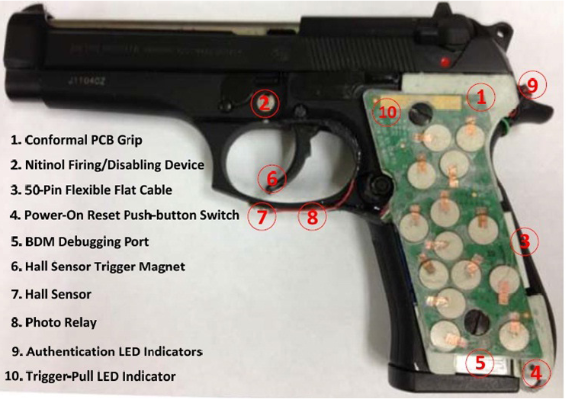 J11040Z
1. Conformal PCB Grip
2. Nitinol Firing/Disabling Device
3. 50-Pin Flexible Flat Cable
4. Power-On Reset Push-button Switch
5. BDM Debugging Port
6. Hall Sensor Trigger Magnet
7. Hall Sensor
8. Photo Relay
9. Authentication LED Indicators
10. Trigger-Pull LED Indicator
1
9
10
2
6
7
8
3
5
4